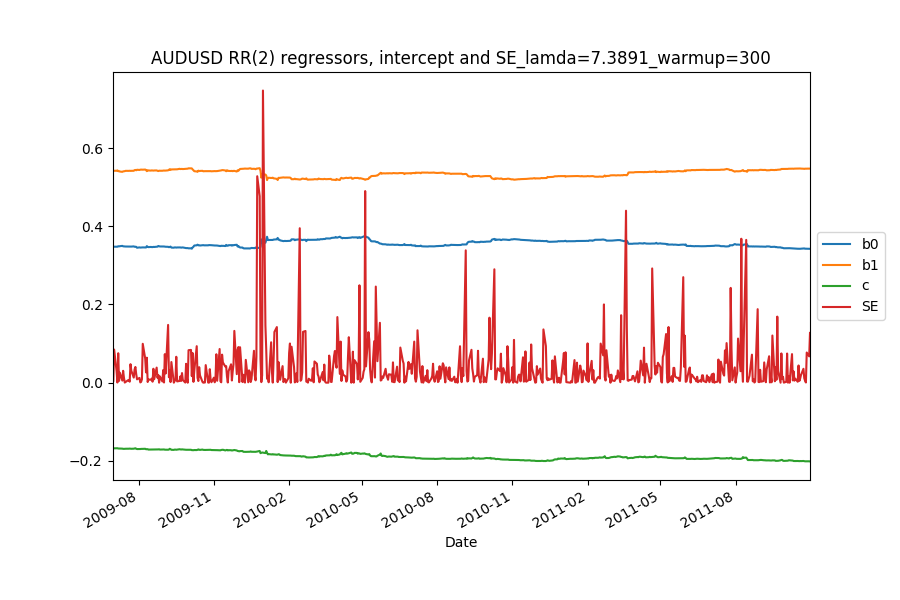 AUDUSD RR(2) regressors, intercept and SE_lamda=7.3891_warmup=300
0.6
0.4
0.2
0.0
−0.2
b0
b1
c
SE
2009-08
2009-11
2010-02
2010-05
2010-08
2010-11
2011-02
2011-05
2011-08
Date